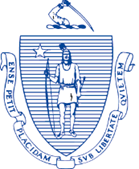 ENSE PETIT
PLACIDAM
SVB LIBERTATE
QVIETEM